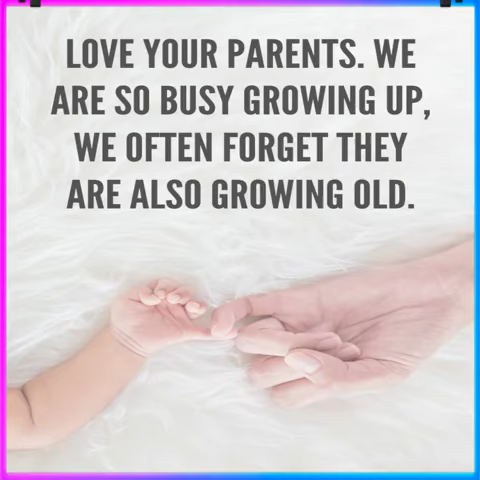 LOVE YOUR PARENTS. WE
ARE SO BUSY GROWING UP,
WE OFTEN FORGET THEY
ARE ALSO GROWING OLD.